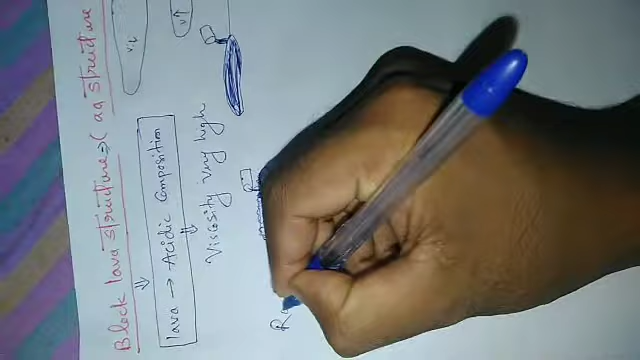 Block lava structure ⇒ ( aa structure
lava → Acidic Composition
Viscosity Very high